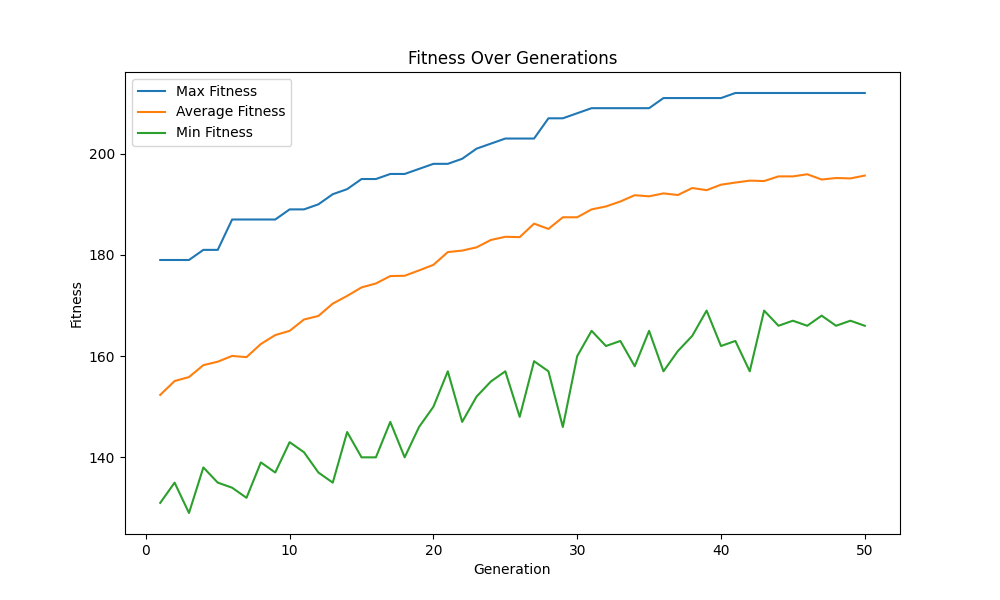 Fitness Over Generations
Max Fitness
Average Fitness
Min Fitness
Fitness
200
180
160
140
0 10 20 30 40 50
Generation